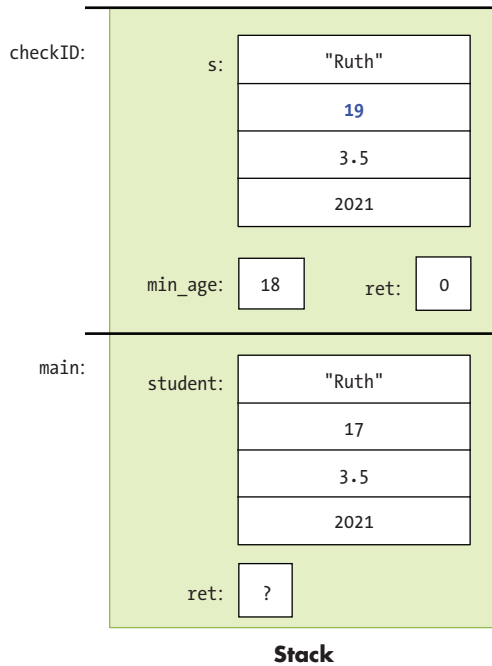 checkID:
s: "Ruth"
19
3.5
2021
min_age: 18 ret: 0
main:
student: "Ruth"
17
3.5
2021
ret: ?
Stack